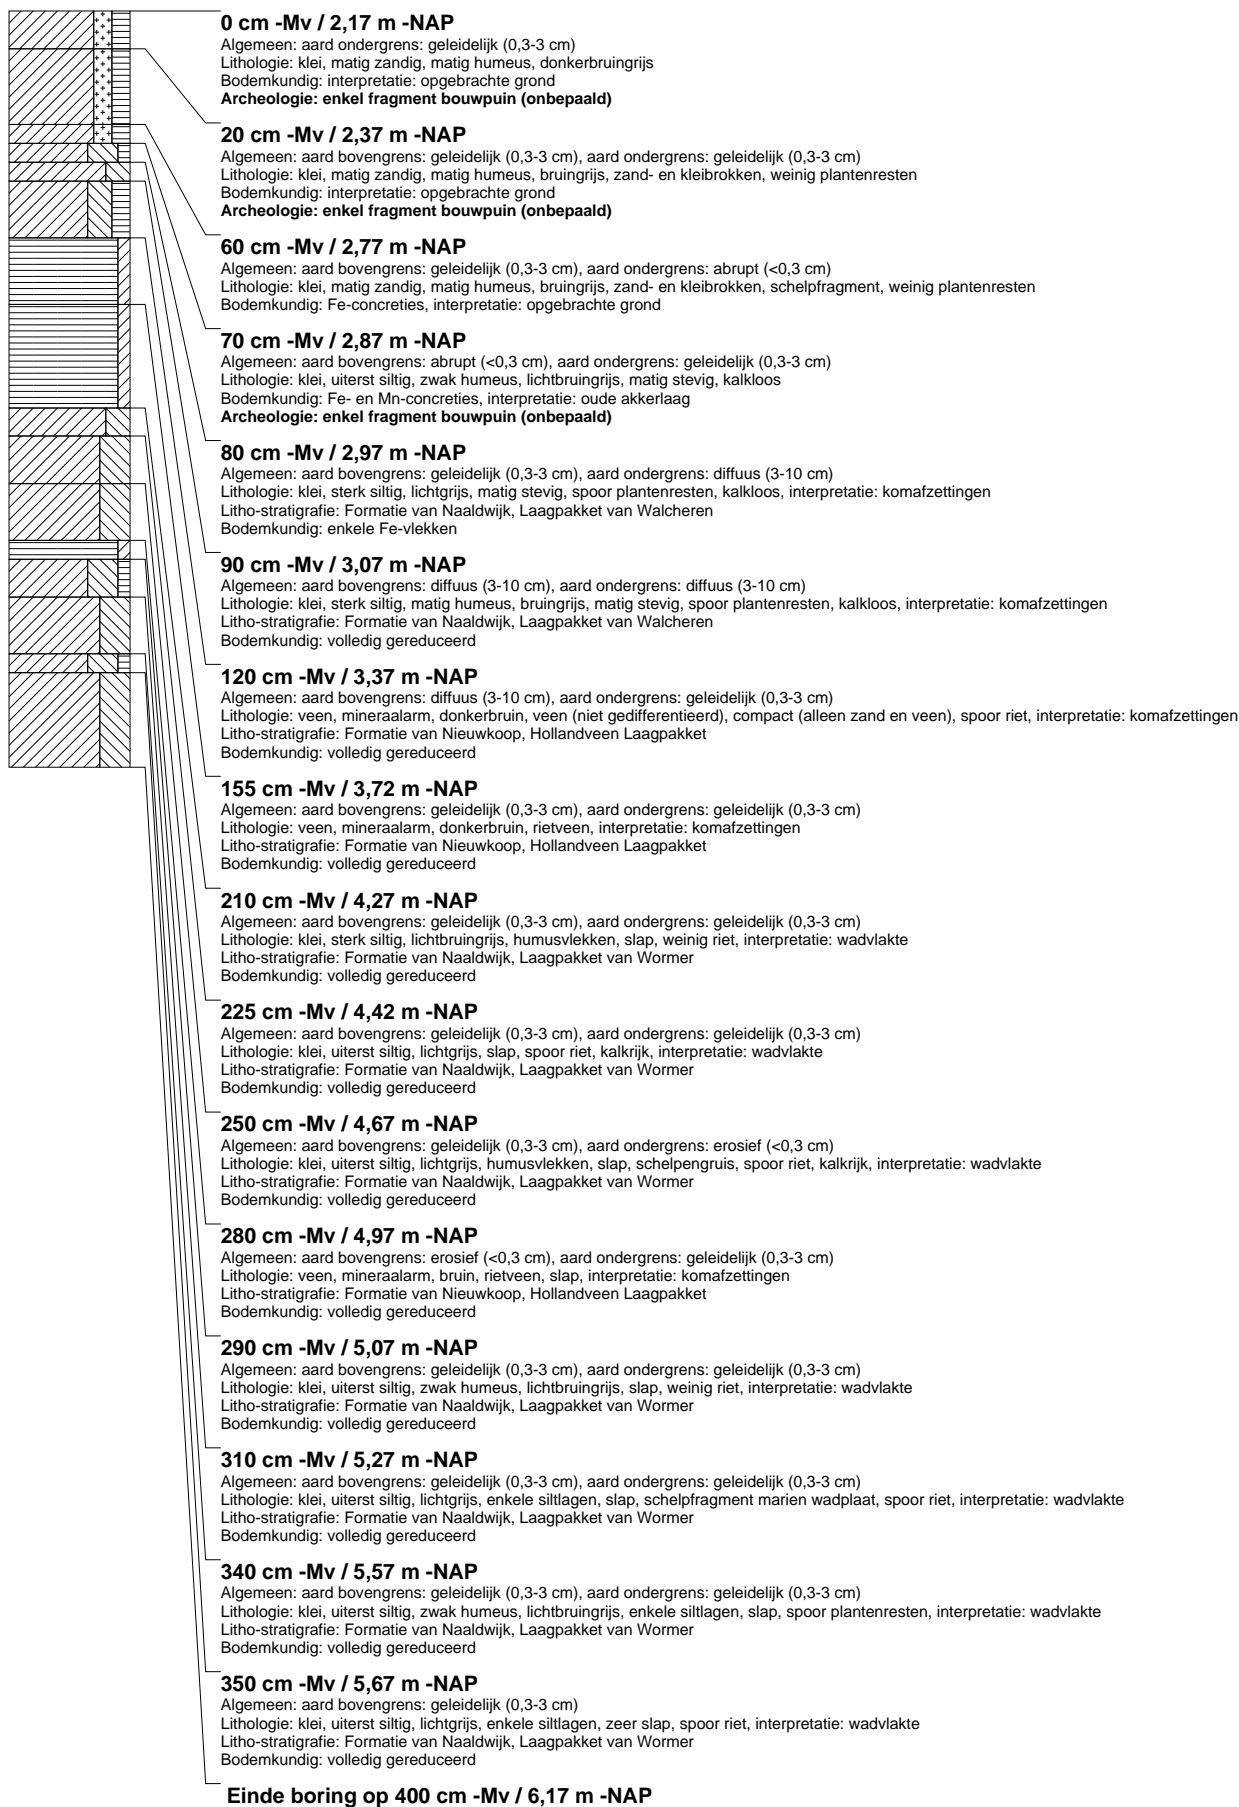 0 cm -Mv / 2,17 m -NAP
Algemeen: aard ondergrens: geleidelijk (0,3-3 cm)
Lithologie: klei, matig zandig, matig humeus, donkerbruingrijs
Bodemkundig: interpretatie: opgebrachte grond
Archeologie: enkel fragment bouwpuin (onbepaald)
20 cm -Mv / 2,37 m -NAP
Algemeen: aard bovengrens: geleidelijk (0,3-3 cm), aard ondergrens: geleidelijk (0,3-3 cm)
Lithologie: klei, matig zandig, matig humeus, bruingrijs, zand- en kleibrokken, weinig plantenresten
Bodemkundig: interpretatie: opgebrachte grond
Archeologie: enkel fragment bouwpuin (onbepaald)
60 cm -Mv / 2,77 m -NAP
Algemeen: aard bovengrens: geleidelijk (0,3-3 cm), aard ondergrens: abrupt (<0,3 cm)
Lithologie: klei, matig zandig, matig humeus, bruingrijs, zand- en kleibrokken, schelpfragment, weinig plantenresten
Bodemkundig: Fe-concreties, interpretatie: opgebrachte grond
70 cm -Mv / 2,87 m -NAP
Algemeen: aard bovengrens: abrupt (<0,3 cm), aard ondergrens: geleidelijk (0,3-3 cm)
Lithologie: klei, uiterst siltig, zwak humeus, lichtbruingrijs, matig stevig, kalkloos
Bodemkundig: Fe- en Mn-concreties, interpretatie: oude akkerlaag
Archeologie: enkel fragment bouwpuin (onbepaald)
80 cm -Mv / 2,97 m -NAP
Algemeen: aard bovengrens: geleidelijk (0,3-3 cm), aard ondergrens: diffuus (3-10 cm)
Lithologie: klei, sterk siltig, lichtgrijs, matig stevig, spoor plantenresten, kalkloos, interpretatie: komafzettingen
Litho-stratigrafie: Formatie van Naaldwijk, Laagpakket van Walcheren
Bodemkundig: enkele Fe-vlekken
90 cm -Mv / 3,07 m -NAP
Algemeen: aard bovengrens: diffuus (3-10 cm), aard ondergrens: diffuus (3-10 cm)
Lithologie: klei, sterk siltig, matig humeus, bruingrijs, matig stevig, spoor plantenresten, kalkloos, interpretatie: komafzettingen
Litho-stratigrafie: Formatie van Naaldwijk, Laagpakket van Walcheren
Bodemkundig: volledig gereduceerd
120 cm -Mv / 3,37 m -NAP
Algemeen: aard bovengrens: diffuus (3-10 cm), aard ondergrens: geleidelijk (0,3-3 cm)
Lithologie: veen, mineraalarm, donkerbruin, veen (niet gedifferentieerd), compact (alleen zand en veen), spoor riet, interpretatie: komafzettingen
Litho-stratigrafie: Formatie van Nieuwkoop, Hollandveen Laagpakket
Bodemkundig: volledig gereduceerd
155 cm -Mv / 3,72 m -NAP
Algemeen: aard bovengrens: geleidelijk (0,3-3 cm), aard ondergrens: geleidelijk (0,3-3 cm)
Lithologie: veen, mineraalarm, donkerbruin, rietveen, interpretatie: komafzettingen
Litho-stratigrafie: Formatie van Nieuwkoop, Hollandveen Laagpakket
Bodemkundig: volledig gereduceerd
210 cm -Mv / 4,27 m -NAP
Algemeen: aard bovengrens: geleidelijk (0,3-3 cm), aard ondergrens: geleidelijk (0,3-3 cm)
Lithologie: klei, sterk siltig, lichtbruingrijs, humusvlekken, slap, weinig riet, interpretatie: wadvlakte
Litho-stratigrafie: Formatie van Naaldwijk, Laagpakket van Wormer
Bodemkundig: volledig gereduceerd
225 cm -Mv / 4,42 m -NAP
Algemeen: aard bovengrens: geleidelijk (0,3-3 cm), aard ondergrens: geleidelijk (0,3-3 cm)
Lithologie: klei, uiterst siltig, lichtgrijs, slap, spoor riet, kalkrijk, interpretatie: wadvlakte
Litho-stratigrafie: Formatie van Naaldwijk, Laagpakket van Wormer
Bodemkundig: volledig gereduceerd
250 cm -Mv / 4,67 m -NAP
Algemeen: aard bovengrens: geleidelijk (0,3-3 cm), aard ondergrens: erosief (<0,3 cm)
Lithologie: klei, uiterst siltig, lichtgrijs, humusvlekken, slap, schelpengruis, spoor riet, kalkrijk, interpretatie: wadvlakte
Litho-stratigrafie: Formatie van Naaldwijk, Laagpakket van Wormer
Bodemkundig: volledig gereduceerd
280 cm -Mv / 4,97 m -NAP
Algemeen: aard bovengrens: erosief (<0,3 cm), aard ondergrens: geleidelijk (0,3-3 cm)
Lithologie: veen, mineraalarm, bruin, rietveen, slap, interpretatie: komafzettingen
Litho-stratigrafie: Formatie van Nieuwkoop, Hollandveen Laagpakket
Bodemkundig: volledig gereduceerd
290 cm -Mv / 5,07 m -NAP
Algemeen: aard bovengrens: geleidelijk (0,3-3 cm), aard ondergrens: geleidelijk (0,3-3 cm)
Lithologie: klei, uiterst siltig, zwak humeus, lichtbruingrijs, slap, weinig riet, interpretatie: wadvlakte
Litho-stratigrafie: Formatie van Naaldwijk, Laagpakket van Wormer
Bodemkundig: volledig gereduceerd
310 cm -Mv / 5,27 m -NAP
Algemeen: aard bovengrens: geleidelijk (0,3-3 cm), aard ondergrens: geleidelijk (0,3-3 cm)
Lithologie: klei, uiterst siltig, lichtgrijs, enkele siltlagen, slap, schelpfragment marien wadplaat, spoor riet, interpretatie: wadvlakte
Litho-stratigrafie: Formatie van Naaldwijk, Laagpakket van Wormer
Bodemkundig: volledig gereduceerd
340 cm -Mv / 5,57 m -NAP
Algemeen: aard bovengrens: geleidelijk (0,3-3 cm), aard ondergrens: geleidelijk (0,3-3 cm)
Lithologie: klei, uiterst siltig, zwak humeus, lichtbruingrijs, enkele siltlagen, slap, spoor plantenresten, interpretatie: wadvlakte
Litho-stratigrafie: Formatie van Naaldwijk, Laagpakket van Wormer
Bodemkundig: volledig gereduceerd
350 cm -Mv / 5,67 m -NAP
Algemeen: aard bovengrens: geleidelijk (0,3-3 cm)
Lithologie: klei, uiterst siltig, lichtgrijs, enkele siltlagen, zeer slap, spoor riet, interpretatie: wadvlakte
Litho-stratigrafie: Formatie van Naaldwijk, Laagpakket van Wormer
Bodemkundig: volledig gereduceerd
Einde boring op 400 cm -Mv / 6,17 m -NAP